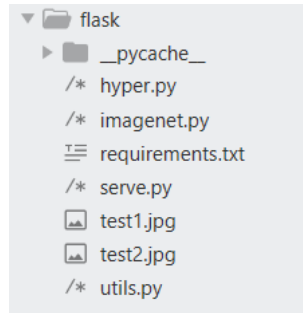 flask
__pycache__
/* hyper.py
/* imagenet.py
requirements.txt
/* serve.py
test1.jpg
test2.jpg
/* utils.py